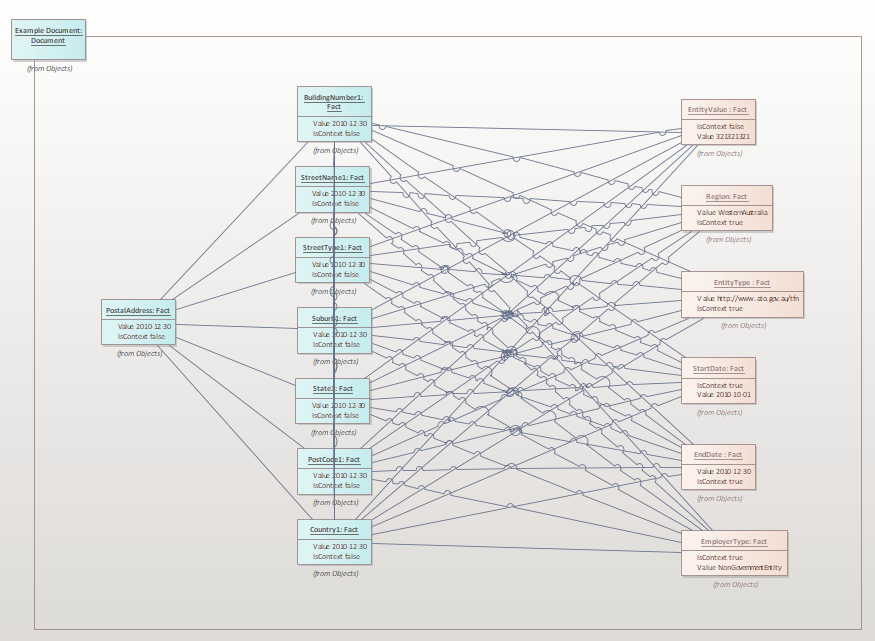 Example Document:
Document
(from Objects)
BuildingNumber1:
Fact
Value 2010-12-30
IsContext false
(from Objects)
StreetName1: Fact
Value 2010-12-30
IsContext false
(from Objects)
StreetType1: Fact
Value 2010-12-30
IsContext false
(from Objects)
PostalAddress: Fact
Value 2010-12-30
IsContext false
(from Objects)
Suburb1: Fact
Value 2010-12-30
IsContext false
(from Objects)
State1: Fact
Value 2010-12-30
IsContext false
(from Objects)
PostCode1: Fact
Value 2010-12-30
IsContext false
(from Objects)
Country1: Fact
Value 2010-12-30
IsContext false
(from Objects)
EntityValue : Fact
IsContext false
Value 321321321
(from Objects)
Region: Fact
Value WesternAustralia
IsContext true
(from Objects)
EntityType : Fact
Value http://www.ato.gov.au/tfn
IsContext true
(from Objects)
StartDate: Fact
IsContext true
Value 2010-10-01
(from Objects)
EndDate : Fact
Value 2010-12-30
IsContext true
(from Objects)
EmployerType: Fact
IsContext true
Value NonGovernmentEntity
(from Objects)